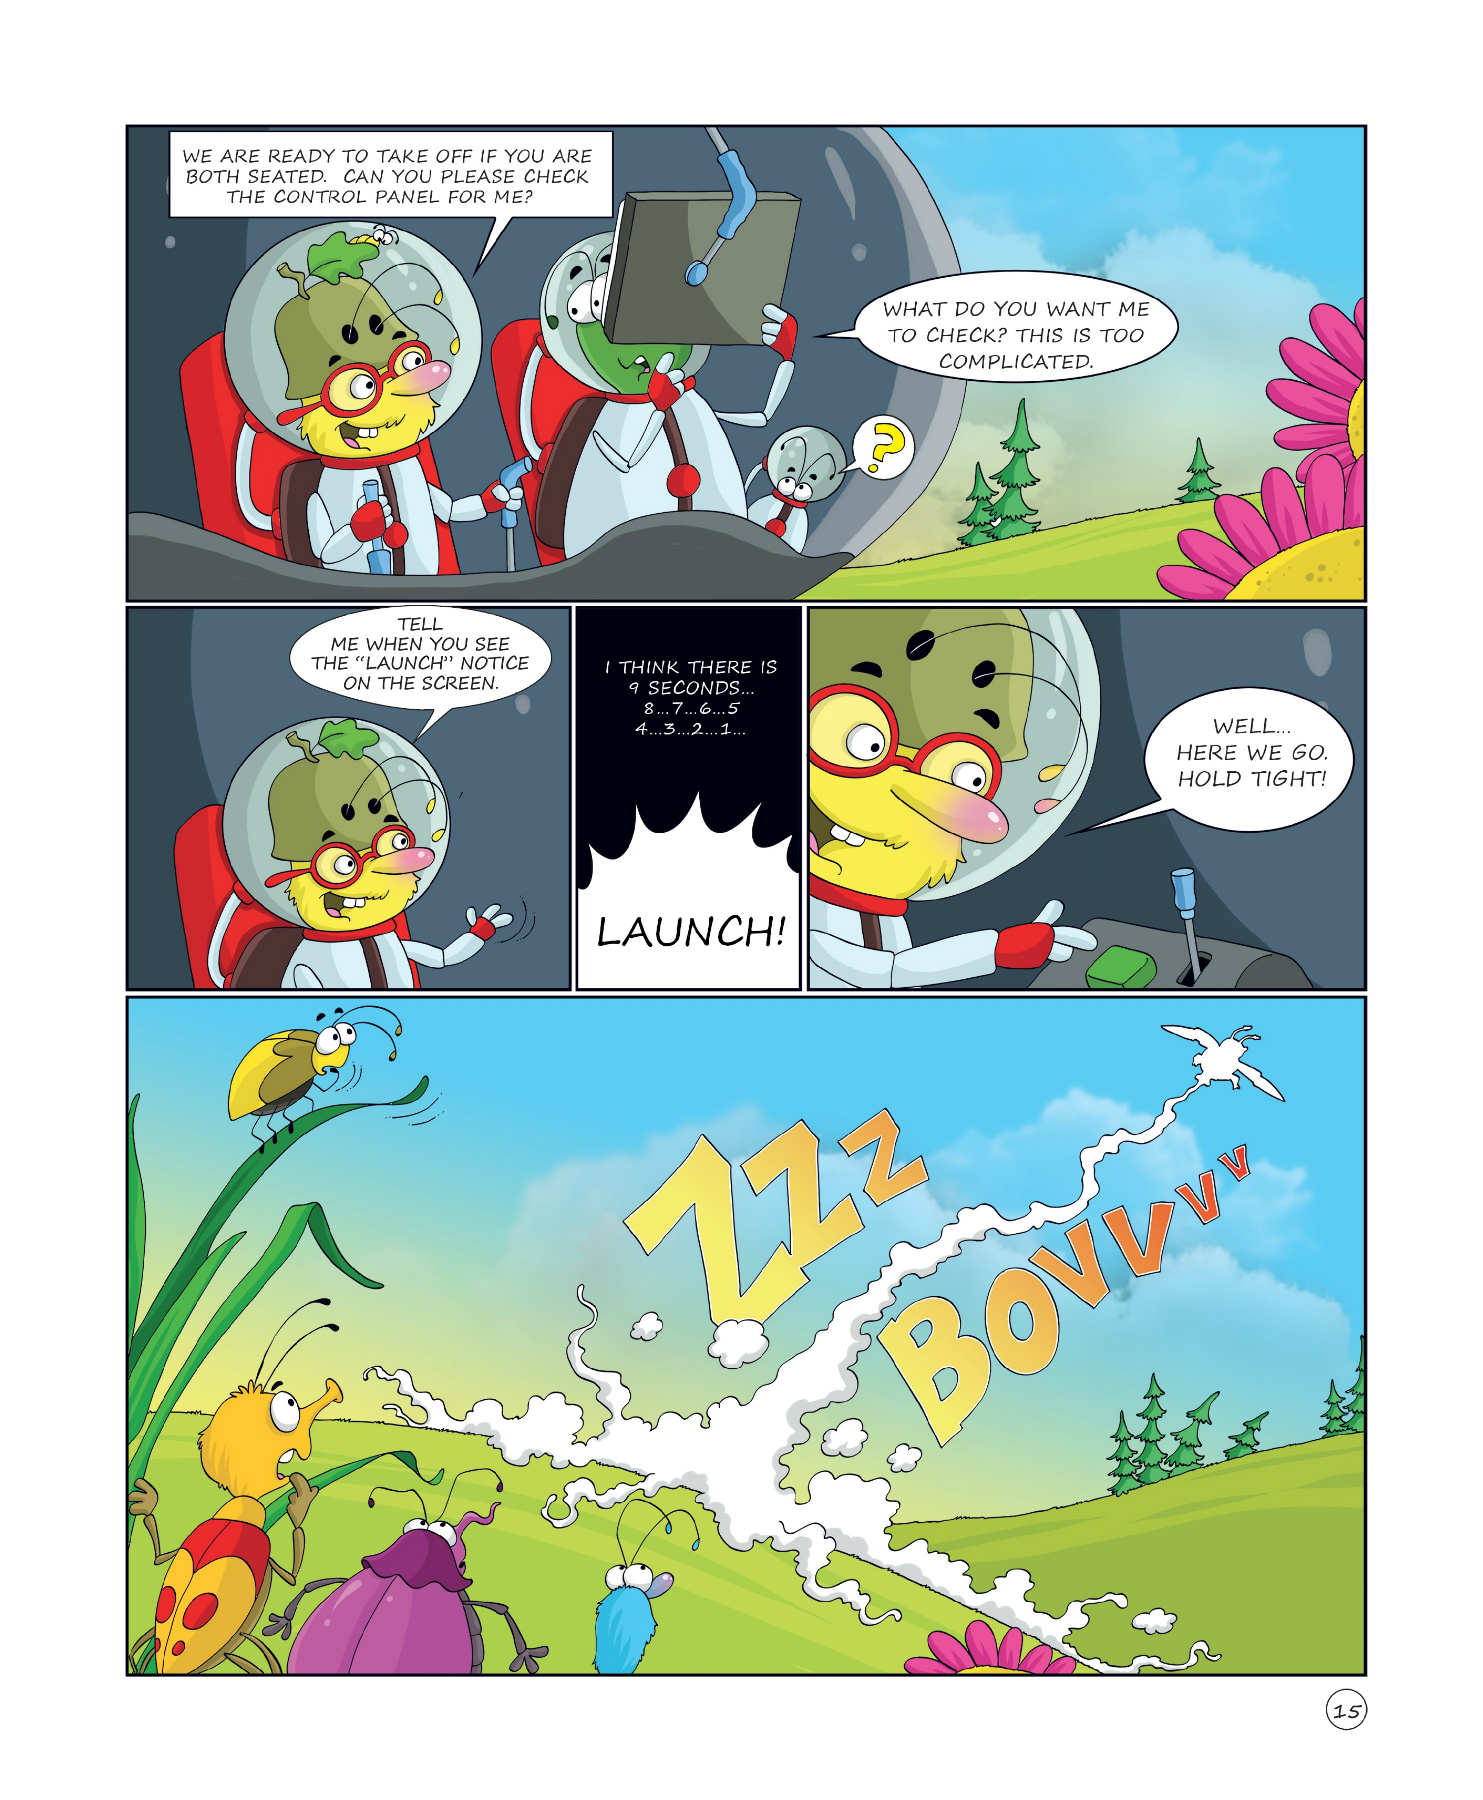 WE ARE READY TO TAKE OFF IF YOU ARE
BOTH SEATED. CAN YOU PLEASE CHECK
THE CONTROL PANEL FOR ME?
WHAT DO YOU WANT ME
TO CHECK? THIS IS TOO
COMPLICATED.
?
TELL
ME WHEN YOU SEE
THE “LAUNCH” NOTICE
ON THE SCREEN.
I THINK THERE IS
9 SECONDS...
8...7...6...5
4...3...2...1...
LAUNCH!
WELL...
HERE WE GO.
HOLD TIGHT!
ZZZ
BOVVVV
15